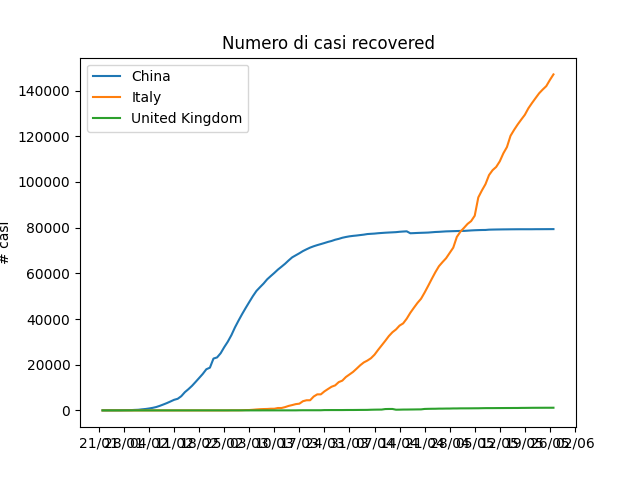 Numero di casi recovered
China
Italy
United Kingdom
# casi
140000
120000
100000
80000
60000
40000
20000
0
21/01 28/01 04/02 11/02 18/02 25/02 03/03 10/03 17/03 24/03 31/03 07/04 14/04 21/04 28/04 05/05 12/05 19/05 26/05 02/06